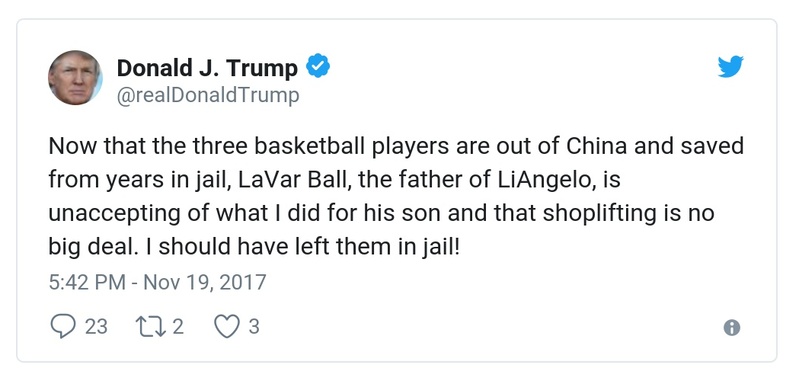 Donald J. Trump
@realDonaldTrump
Now that the three basketball players are out of China and saved
from years in jail, LaVar Ball, the father of LiAngelo, is
unaccepting of what I did for his son and that shoplifting is no
big deal. I should have left them in jail!
5:42 PM - Nov 19, 2017
23 2 3